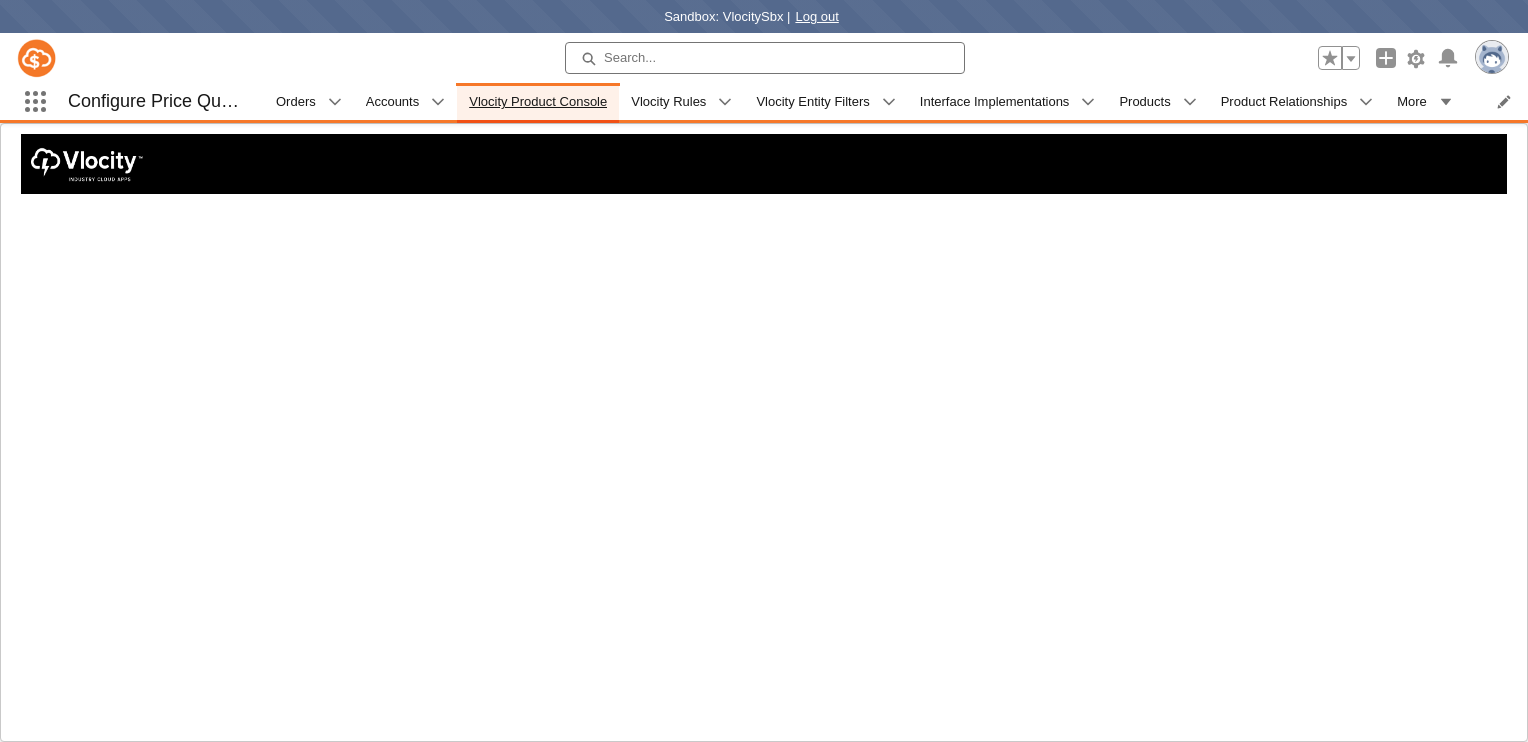 Sandbox: VlocitySbx | Log out
Search...
Configure Price Qu…
Orders
Accounts
Vlocity Product Console
Vlocity Rules
Vlocity Entity Filters
Interface Implementations
Products
Product Relationships
More
Vlocity™
INDUSTRY CLOUD APPS